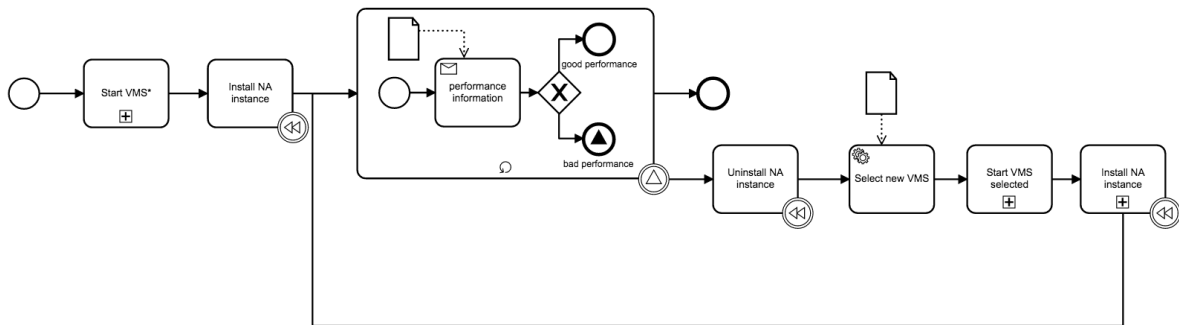 Start VMS*
Install NA
instance
performance
information
good performance
bad performance
Uninstall NA
instance
Select new VMS
Start VMS
selected
Install NA
instance